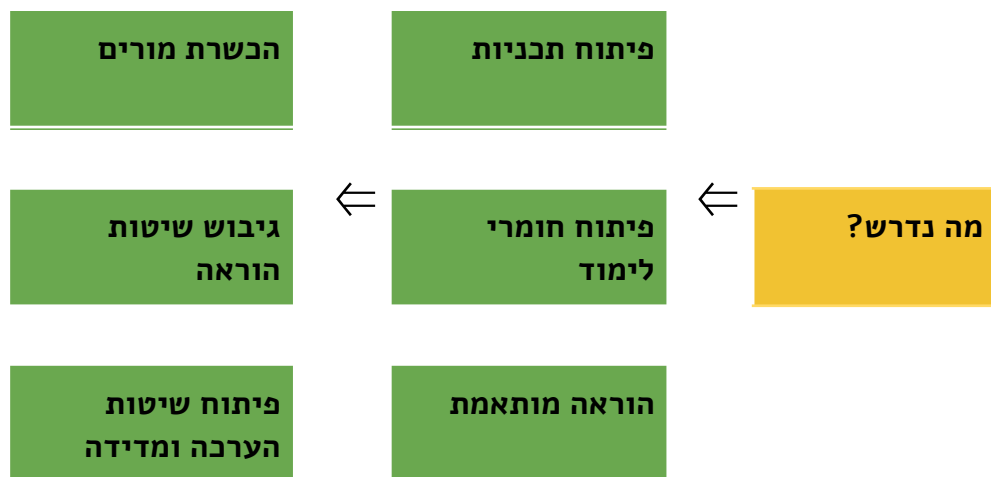 פיתוח תכניות
הכשרת מורים
מה נדרש?
⇐
פיתוח חומרי
לימוד
⇐
גיבוש שיטות
הוראה
הוראה מותאמת
פיתוח שיטות
הערכה ומדידה